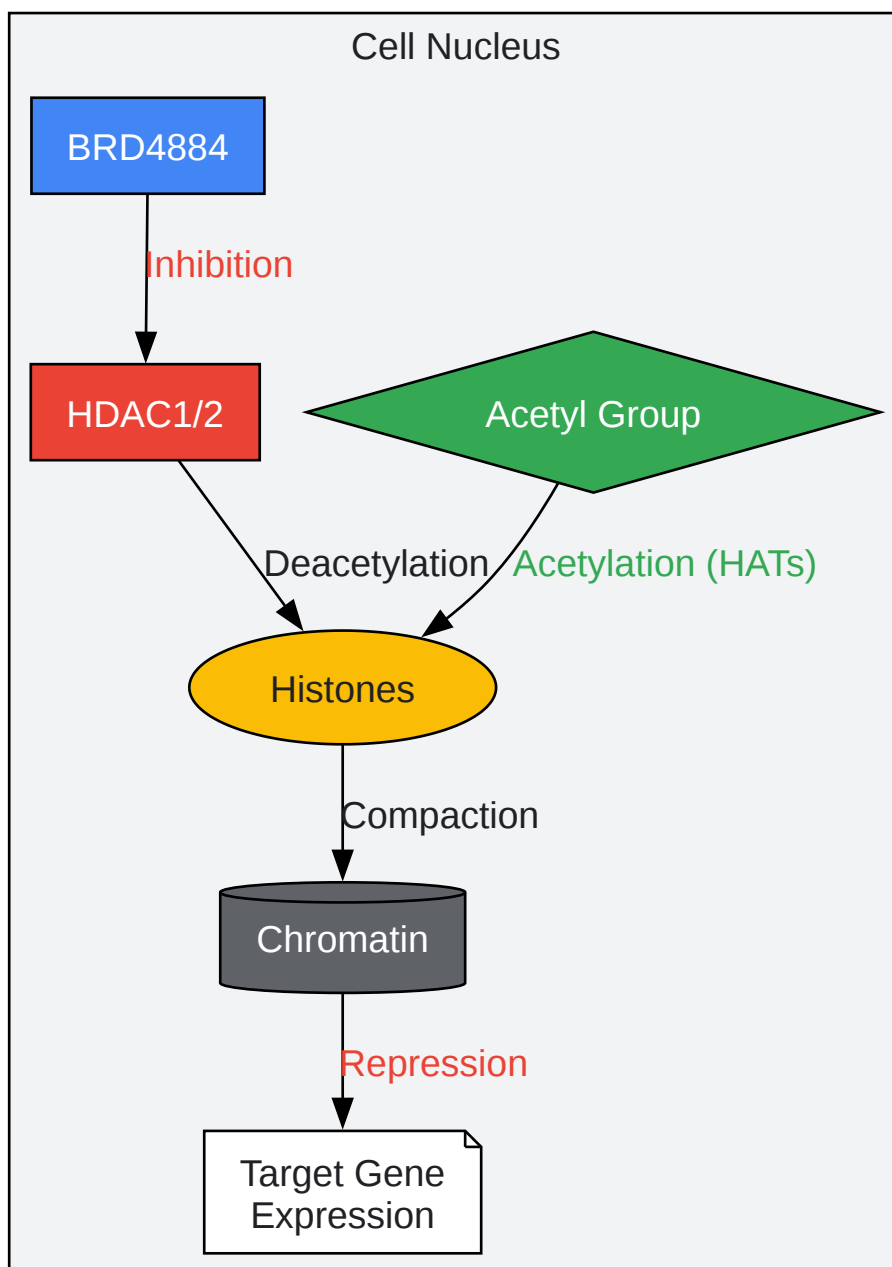 Cell Nucleus
BRD4884
Inhibition
HDAC1/2
Acetyl Group
Deacetylation
Acetylation (HATs)
Histones
Compaction
Chromatin
Repression
Target Gene
Expression